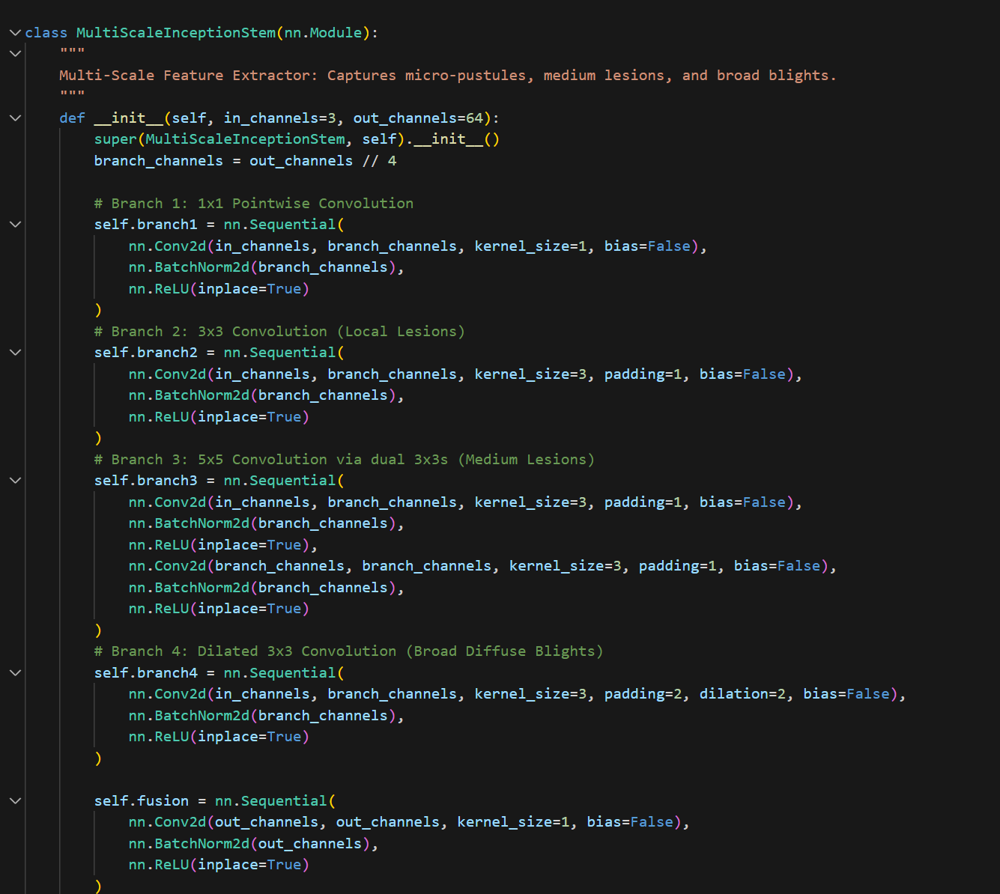 class MultiScaleInceptionStem(nn.Module):
    """
    Multi-Scale Feature Extractor: Captures micro-pustules, medium lesions, and broad blights.
    """
    def __init__(self, in_channels=3, out_channels=64):
        super(MultiScaleInceptionStem, self).__init__()
        branch_channels = out_channels // 4

        # Branch 1: 1x1 Pointwise Convolution
        self.branch1 = nn.Sequential(
            nn.Conv2d(in_channels, branch_channels, kernel_size=1, bias=False),
            nn.BatchNorm2d(branch_channels),
            nn.ReLU(inplace=True)
        )
        # Branch 2: 3x3 Convolution (Local Lesions)
        self.branch2 = nn.Sequential(
            nn.Conv2d(in_channels, branch_channels, kernel_size=3, padding=1, bias=False),
            nn.BatchNorm2d(branch_channels),
            nn.ReLU(inplace=True)
        )
        # Branch 3: 5x5 Convolution via dual 3x3s (Medium Lesions)
        self.branch3 = nn.Sequential(
            nn.Conv2d(in_channels, branch_channels, kernel_size=3, padding=1, bias=False),
            nn.BatchNorm2d(branch_channels),
            nn.ReLU(inplace=True),
            nn.Conv2d(branch_channels, branch_channels, kernel_size=3, padding=1, bias=False),
            nn.BatchNorm2d(branch_channels),
            nn.ReLU(inplace=True)
        )
        # Branch 4: Dilated 3x3 Convolution (Broad Diffuse Blights)
        self.branch4 = nn.Sequential(
            nn.Conv2d(in_channels, branch_channels, kernel_size=3, padding=2, dilation=2, bias=False),
            nn.BatchNorm2d(branch_channels),
            nn.ReLU(inplace=True)
        )

        self.fusion = nn.Sequential(
            nn.Conv2d(out_channels, out_channels, kernel_size=1, bias=False),
            nn.BatchNorm2d(out_channels),
            nn.ReLU(inplace=True)
        )